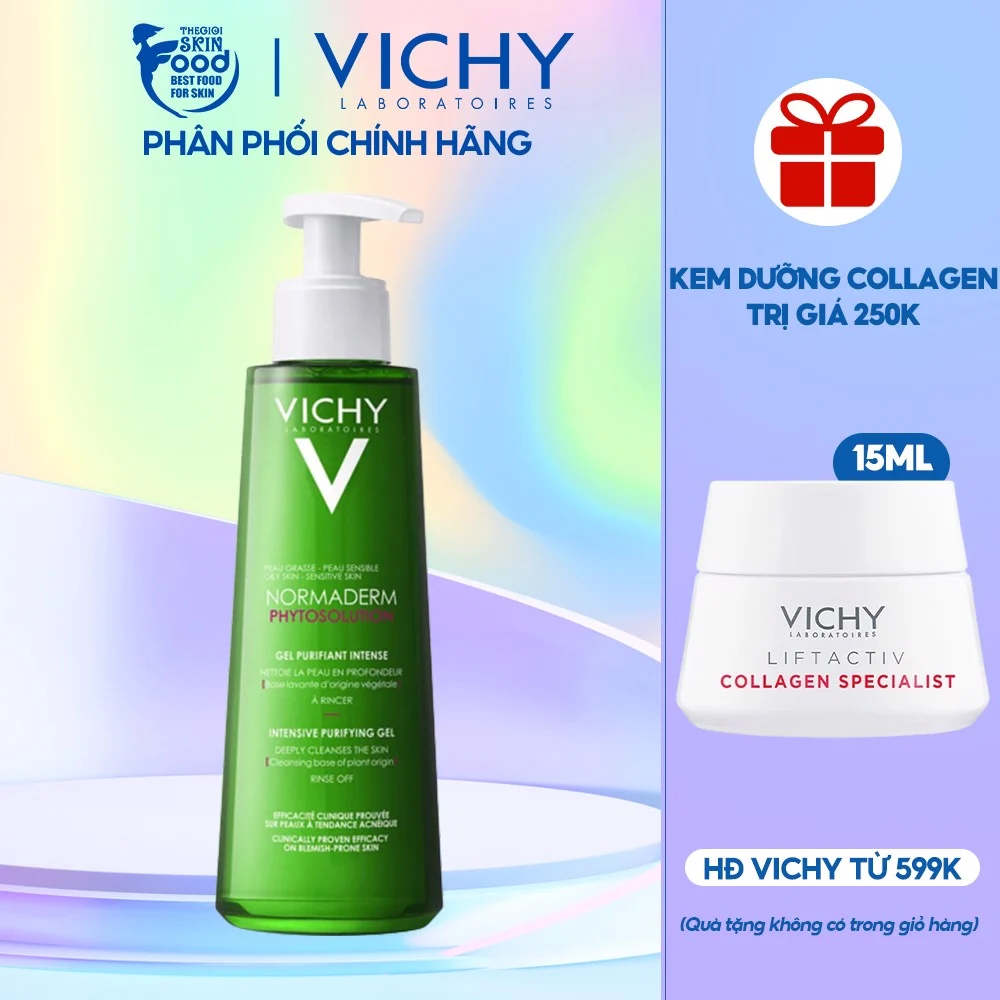 THEGIOI
SKIN
Food
BEST FOOD
FOR SKIN
VICHY
LABORATOIRES
PHÂN PHỐI CHÍNH HÃNG
VICHY
LABORATOIRES
V
PEAU GRASSE - PEAU SENSIBLE
OILY SKIN - SENSITIVE SKIN
NORMADERM
PHYTOSOLUTION
GEL PURIFIANT INTENSE
NETTOIE LA PEAU EN PROFONDEUR
[Base lavante d'origine végétale]
À RINCER
INTENSIVE PURIFYING GEL
DEEPLY CLEANSES THE SKIN
[Cleansing base of plant origin]
RINSE OFF
EFFICACITÉ CLINIQUE PROUVÉE
SUR PEAUX À TENDANCE ACNÉIQUE
CLINICALLY PROVEN EFFICACY
ON BLEMISH-PRONE SKIN
KEM DƯỠNG COLLAGEN
TRỊ GIÁ 250K
15ML
VICHY
LABORATOIRES
LIFTACTIV
COLLAGEN SPECIALIST
HĐ VICHY TỪ 599K
(Quà tặng không có trong giỏ hàng)